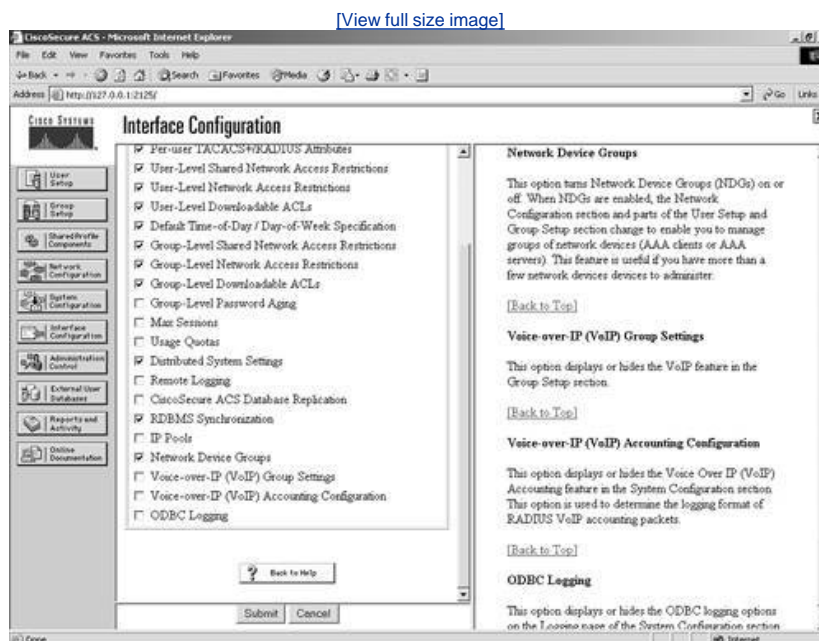 [View full size image]
CiscoSecure ACS - Microsoft Internet Explorer
File Edit View Favorites Tools Help
Back Search Favorites Media
Address http://127.0.0.1:2125/ Go Links
CISCO SYSTEMS
Interface Configuration
User Setup
Group Setup
Shared Profile Components
Network Configuration
System Configuration
Interface Configuration
Administration Control
External User Databases
Reports and Activity
Online Documentation
Per-user TACACS+/RADIUS Attributes
User-Level Shared Network Access Restrictions
User-Level Network Access Restrictions
User-Level Downloadable ACLs
Default Time-of-Day / Day-of-Week Specification
Group-Level Shared Network Access Restrictions
Group-Level Network Access Restrictions
Group-Level Downloadable ACLs
Group-Level Password Aging
Max Sessions
Usage Quotas
Distributed System Settings
Remote Logging
CiscoSecure ACS Database Replication
RDBMS Synchronization
IP Pools
Network Device Groups
Voice-over-IP (VoIP) Group Settings
Voice-over-IP (VoIP) Accounting Configuration
ODBC Logging
? Back to Help
Submit Cancel
Network Device Groups
This option turns Network Device Groups (NDGs) on or
off. When NDGs are enabled, the Network
Configuration section and parts of the User Setup and
Group Setup section change to enable you to manage
groups of network devices (AAA clients or AAA
servers). This feature is useful if you have more than a
few network devices devices to administer.
[Back to Top]
Voice-over-IP (VoIP) Group Settings
This option displays or hides the VoIP feature in the
Group Setup section.
[Back to Top]
Voice-over-IP (VoIP) Accounting Configuration
This option displays or hides the Voice Over IP (VoIP)
Accounting feature in the System Configuration section.
This option is used to determine the logging format of
RADIUS VoIP accounting packets.
[Back to Top]
ODBC Logging
This option displays or hides the ODBC logging options
on the Logging page of the System Configuration section
Done
Internet